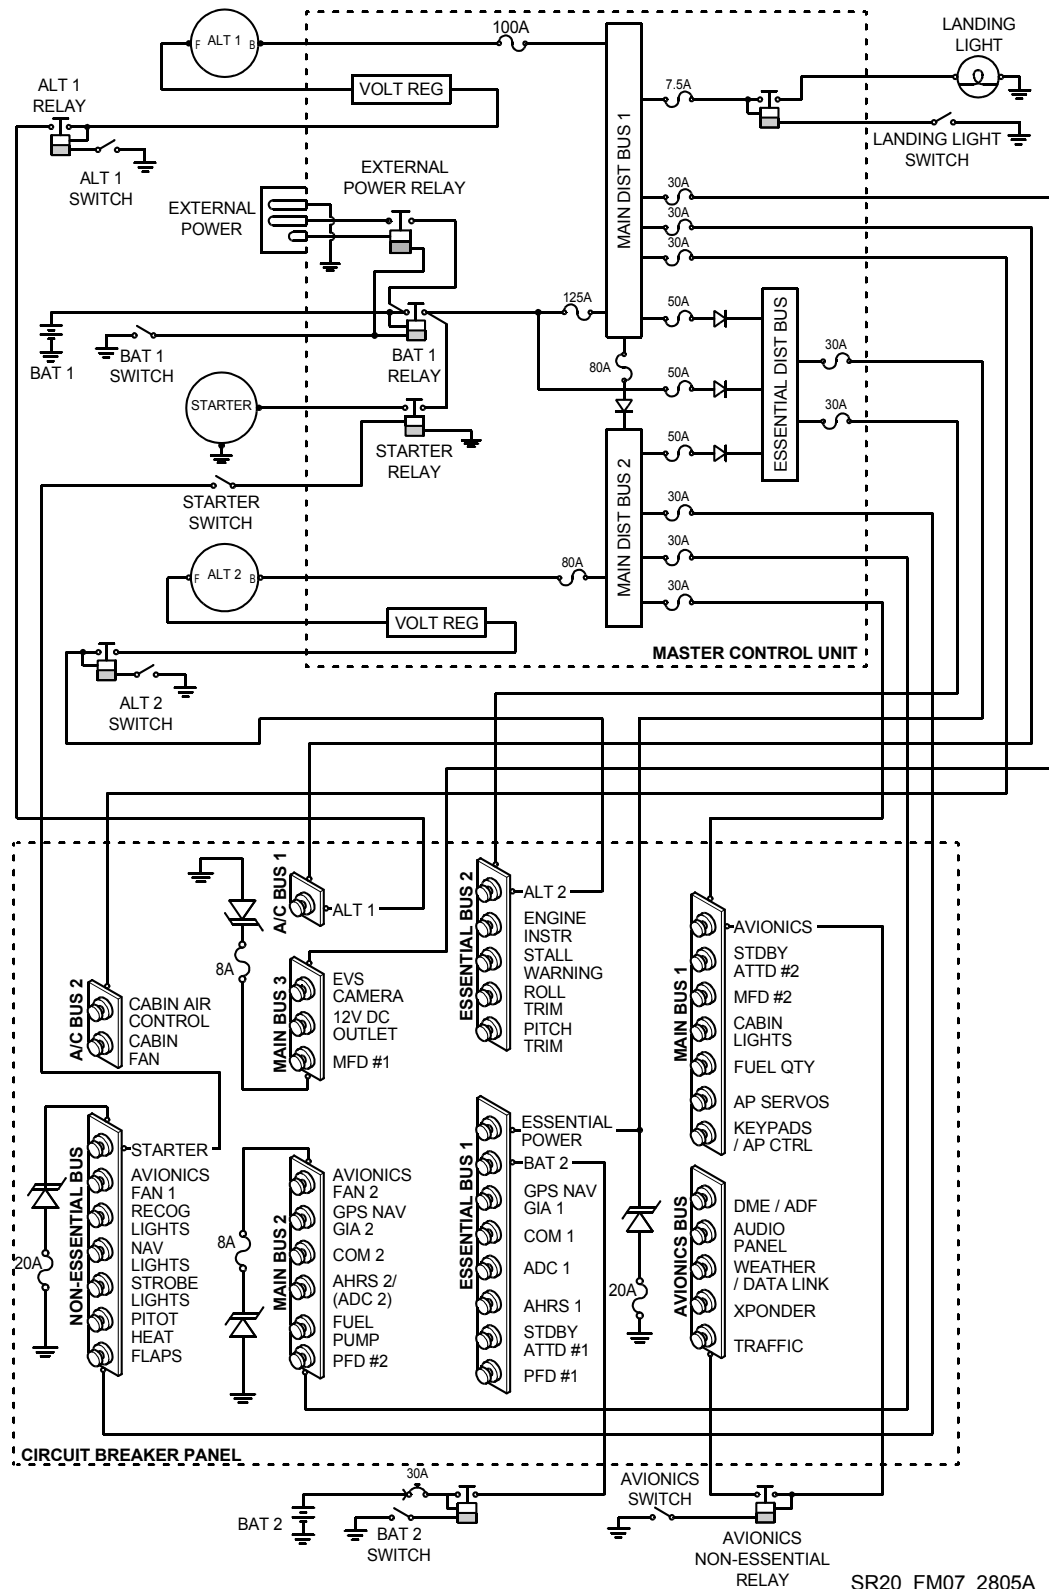 100A
LANDING
LIGHT
F ALT 1 B
ALT 1
RELAY
VOLT REG
7.5A
LANDING LIGHT
SWITCH
ALT 1
SWITCH
EXTERNAL
POWER RELAY
MAIN DIST BUS 1
EXTERNAL
POWER
30A
30A
30A
125A
50A
BAT 1
BAT 1
SWITCH
BAT 1
RELAY
80A
50A
ESSENTIAL DIST BUS
30A
30A
STARTER
STARTER
RELAY
50A
STARTER
SWITCH
MAIN DIST BUS 2
30A
30A
30A
F ALT 2 B
80A
VOLT REG
MASTER CONTROL UNIT
ALT 2
SWITCH
A/C BUS 1
ALT 1
ESSENTIAL BUS 2
ALT 2
ENGINE
INSTR
STALL
WARNING
ROLL
TRIM
PITCH
TRIM
MAIN BUS 1
AVIONICS
STDBY
ATTD #2
MFD #2
CABIN
LIGHTS
FUEL QTY
AP SERVOS
KEYPADS
/ AP CTRL
8A
A/C BUS 2
CABIN AIR
CONTROL
CABIN
FAN
MAIN BUS 3
EVS
CAMERA
12V DC
OUTLET
MFD #1
NON-ESSENTIAL BUS
STARTER
AVIONICS
FAN 1
RECOG
LIGHTS
NAV
LIGHTS
STROBE
LIGHTS
PITOT
HEAT
FLAPS
20A
8A
MAIN BUS 2
AVIONICS
FAN 2
GPS NAV
GIA 2
COM 2
AHRS 2/
(ADC 2)
FUEL
PUMP
PFD #2
ESSENTIAL BUS 1
ESSENTIAL
POWER
BAT 2
GPS NAV
GIA 1
COM 1
ADC 1
AHRS 1
STDBY
ATTD #1
PFD #1
20A
AVIONICS BUS
DME / ADF
AUDIO
PANEL
WEATHER
/ DATA LINK
XPONDER
TRAFFIC
CIRCUIT BREAKER PANEL
30A
BAT 2
BAT 2
SWITCH
AVIONICS
SWITCH
AVIONICS
NON-ESSENTIAL
RELAY
SR20_FM07_2805A